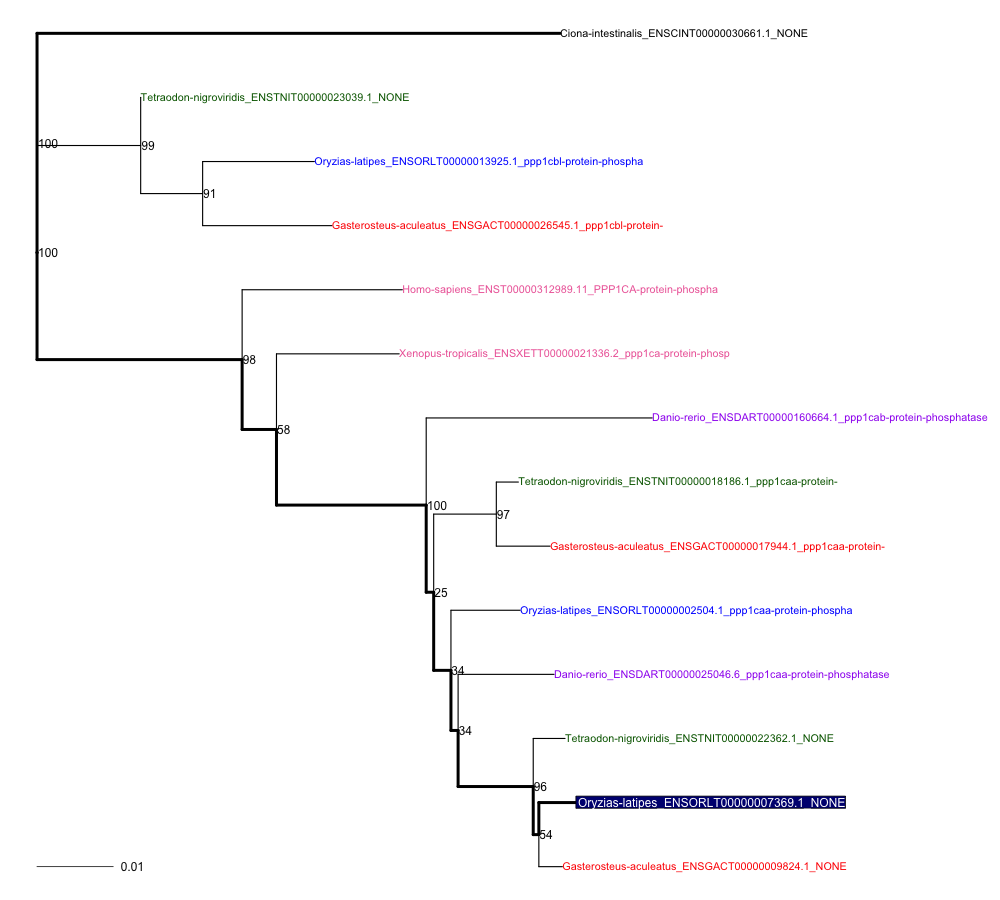 Ciona-intestinalis_ENSCINT00000030661.1_NONE
Tetraodon-nigroviridis_ENSTNIT00000023039.1_NONE
100
99
Oryzias-latipes_ENSORLT00000013925.1_ppp1cbl-protein-phospha
91
Gasterosteus-aculeatus_ENSGACT00000026545.1_ppp1cbl-protein-
100
Homo-sapiens_ENST00000312989.11_PPP1CA-protein-phospha
Xenopus-tropicalis_ENSXETT00000021336.2_ppp1ca-protein-phosp
98
Danio-rerio_ENSDART00000160664.1_ppp1cab-protein-phosphatase
58
Tetraodon-nigroviridis_ENSTNIT00000018186.1_ppp1caa-protein-
100
97
Gasterosteus-aculeatus_ENSGACT00000017944.1_ppp1caa-protein-
25
Oryzias-latipes_ENSORLT00000002504.1_ppp1caa-protein-phospha
34
Danio-rerio_ENSDART00000025046.6_ppp1caa-protein-phosphatase
34
Tetraodon-nigroviridis_ENSTNIT00000022362.1_NONE
96
Oryzias-latipes_ENSORLT00000007369.1_NONE
54
Gasterosteus-aculeatus_ENSGACT00000009824.1_NONE
0.01